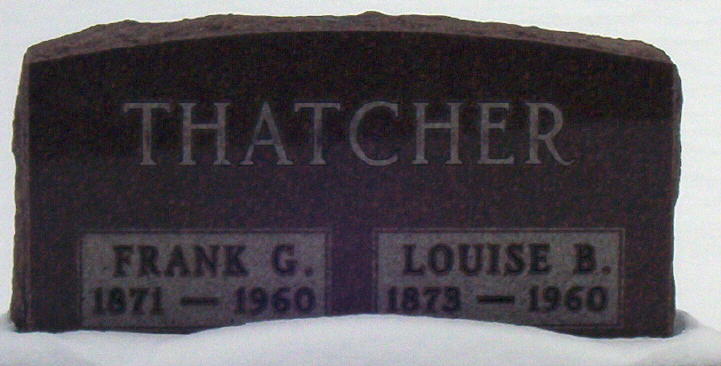 THATCHER
FRANK G.
1871 — 1960
LOUISE B.
1873 — 1960